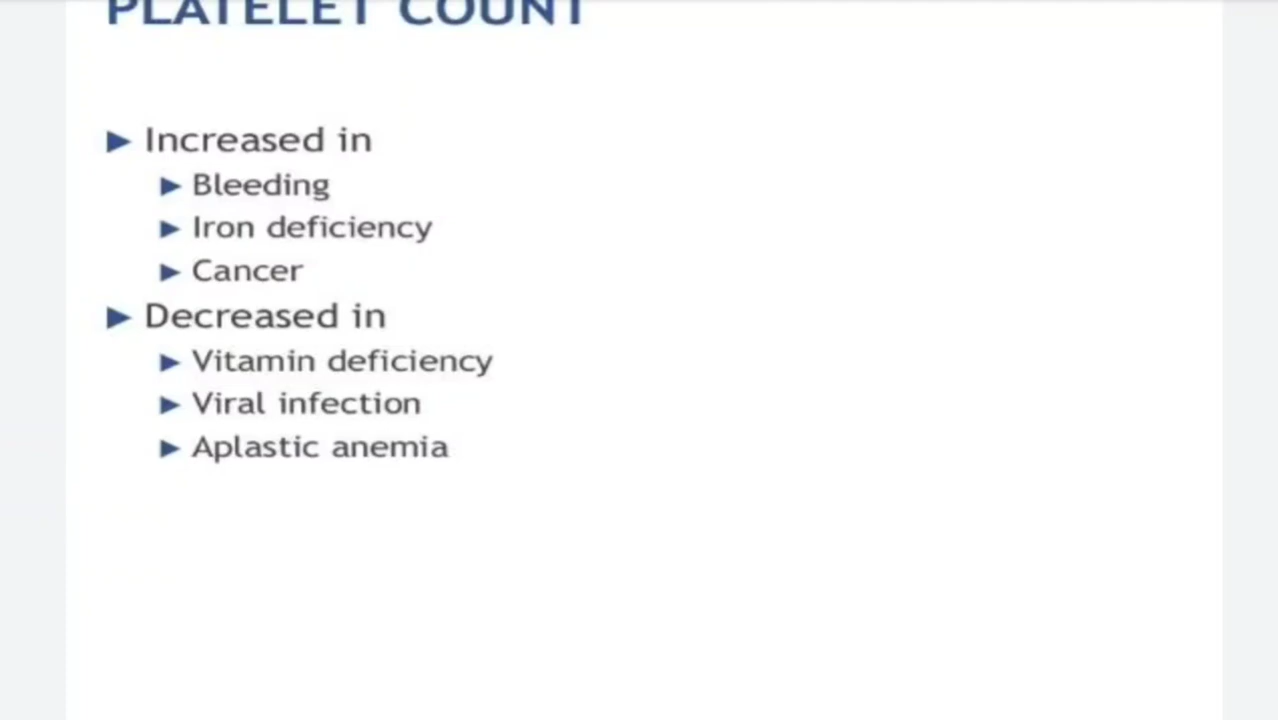 PLATELET COUNT
Increased in
Bleeding
Iron deficiency
Cancer
Decreased in
Vitamin deficiency
Viral infection
Aplastic anemia